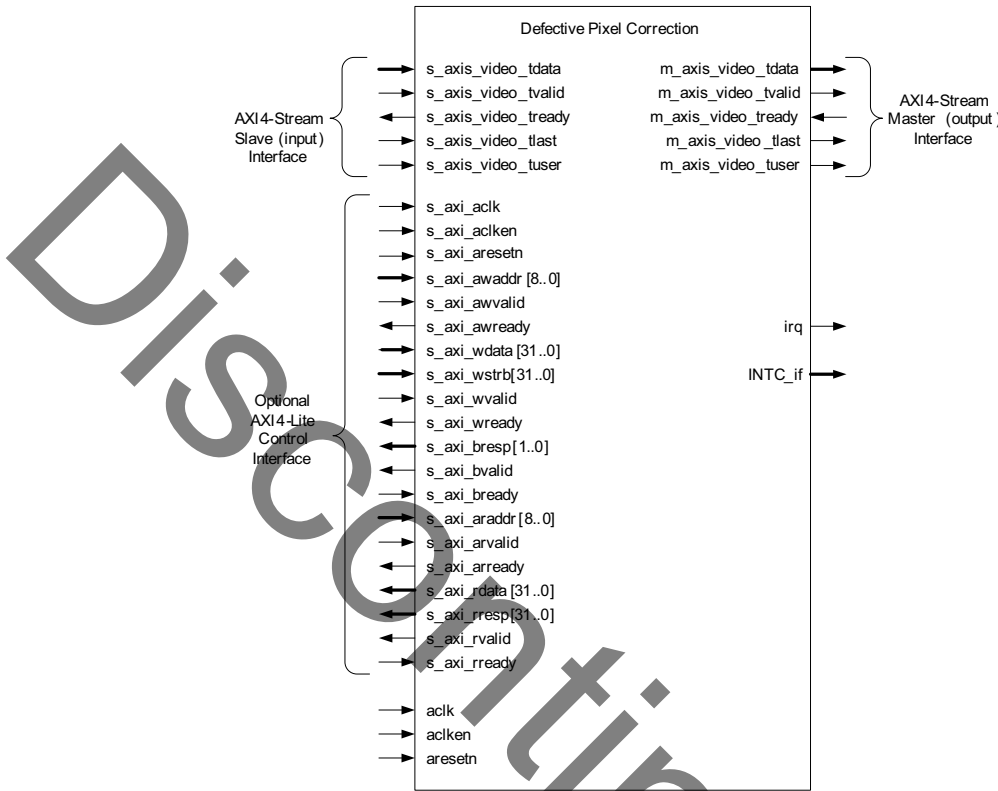 Defective Pixel Correction
AXI4-Stream
Slave (input)
Interface
s_axis_video_tdata
s_axis_video_tvalid
s_axis_video_tready
s_axis_video_tlast
s_axis_video_tuser
m_axis_video_tdata
m_axis_video_tvalid
m_axis_video_tready
m_axis_video_tlast
m_axis_video_tuser
AXI4-Stream
Master (output)
Interface
Optional
AXI4-Lite
Control
Interface
s_axi_aclk
s_axi_aclken
s_axi_aresetn
s_axi_awaddr[8..0]
s_axi_awvalid
s_axi_awready
s_axi_wdata[31..0]
s_axi_wstrb[31..0]
s_axi_wvalid
s_axi_wready
s_axi_bresp[1..0]
s_axi_bvalid
s_axi_bready
s_axi_araddr[8..0]
s_axi_arvalid
s_axi_arready
s_axi_rdata[31..0]
s_axi_rresp[31..0]
s_axi_rvalid
s_axi_rready
irq
INTC_if
aclk
aclken
aresetn
Discontin